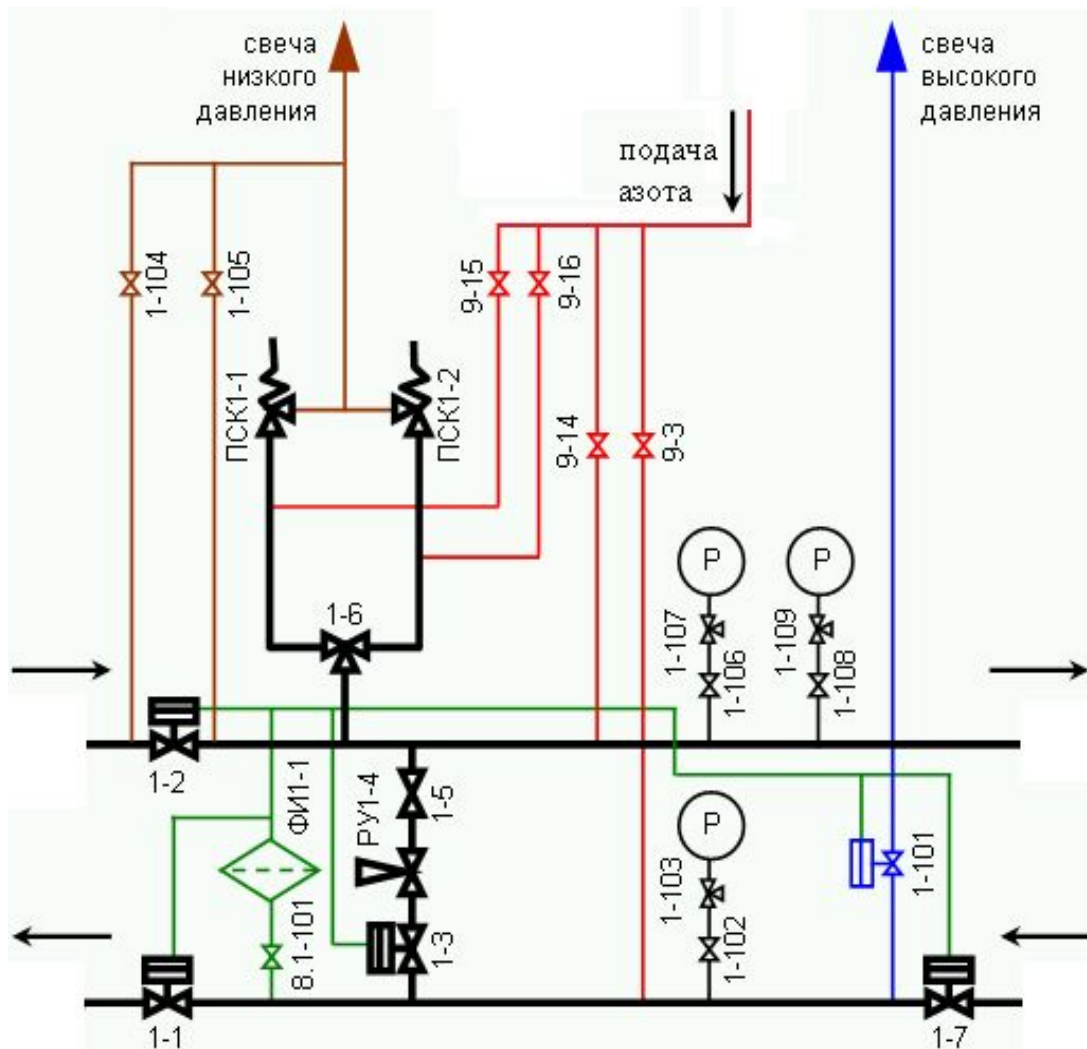 свеча
низкого
давления
свеча
высокого
давления
подача
азота
1-104
1-105
9-15
9-16
ПСК1-1
ПСК1-2
9-14
9-3
1-6
P
P
1-107
1-106
1-109
1-108
1-2
ФИ1-1
РУ1-4
1-5
P
1-103
1-102
1-101
8.1-101
1-3
1-1
1-7